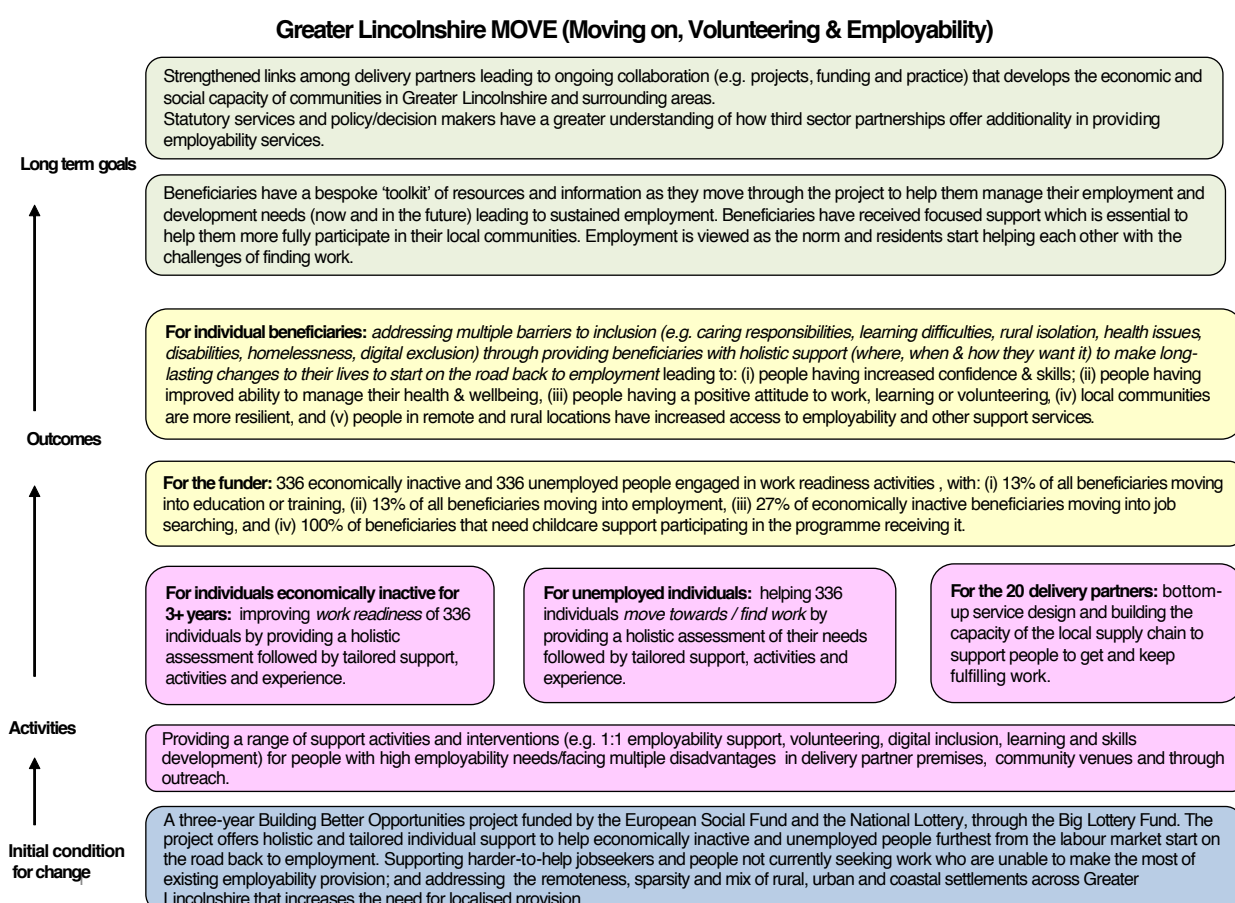 Greater Lincolnshire MOVE (Moving on, Volunteering & Employability)
Strengthened links among delivery partners leading to ongoing collaboration (e.g. projects, funding and practice) that develops the economic and
social capacity of communities in Greater Lincolnshire and surrounding areas.
Statutory services and policy/decision makers have a greater understanding of how third sector partnerships offer additionality in providing
employability services.
Long term goals
Beneficiaries have a bespoke ‘toolkit’ of resources and information as they move through the project to help them manage their employment and
development needs (now and in the future) leading to sustained employment. Beneficiaries have received focused support which is essential to
help them more fully participate in their local communities. Employment is viewed as the norm and residents start helping each other with the
challenges of finding work.
For individual beneficiaries: addressing multiple barriers to inclusion (e.g. caring responsibilities, learning difficulties, rural isolation, health issues,
disabilities, homelessness, digital exclusion) through providing beneficiaries with holistic support (where, when & how they want it) to make long-
lasting changes to their lives to start on the road back to employment leading to: (i) people having increased confidence & skills; (ii) people having
improved ability to manage their health & wellbeing, (iii) people having a positive attitude to work, learning or volunteering, (iv) local communities
are more resilient, and (v) people in remote and rural locations have increased access to employability and other support services.
Outcomes
For the funder: 336 economically inactive and 336 unemployed people engaged in work readiness activities , with: (i) 13% of all beneficiaries moving
into education or training, (ii) 13% of all beneficiaries moving into employment, (iii) 27% of economically inactive beneficiaries moving into job
searching, and (iv) 100% of beneficiaries that need childcare support participating in the programme receiving it.
For individuals economically inactive for
3+ years: improving work readiness of 336
individuals by providing a holistic
assessment followed by tailored support,
activities and experience.
For unemployed individuals: helping 336
individuals move towards / find work by
providing a holistic assessment of their needs
followed by tailored support, activities and
experience.
For the 20 delivery partners: bottom-
up service design and building the
capacity of the local supply chain to
support people to get and keep
fulfilling work.
Activities
Providing a range of support activities and interventions (e.g. 1:1 employability support, volunteering, digital inclusion, learning and skills
development) for people with high employability needs/facing multiple disadvantages in delivery partner premises, community venues and through
outreach.
Initial condition
for change
A three-year Building Better Opportunities project funded by the European Social Fund and the National Lottery, through the Big Lottery Fund. The
project offers holistic and tailored individual support to help economically inactive and unemployed people furthest from the labour market start on
the road back to employment. Supporting harder-to-help jobseekers and people not currently seeking work who are unable to make the most of
existing employability provision; and addressing the remoteness, sparsity and mix of rural, urban and coastal settlements across Greater
Lincolnshire that increases the need for localised provision